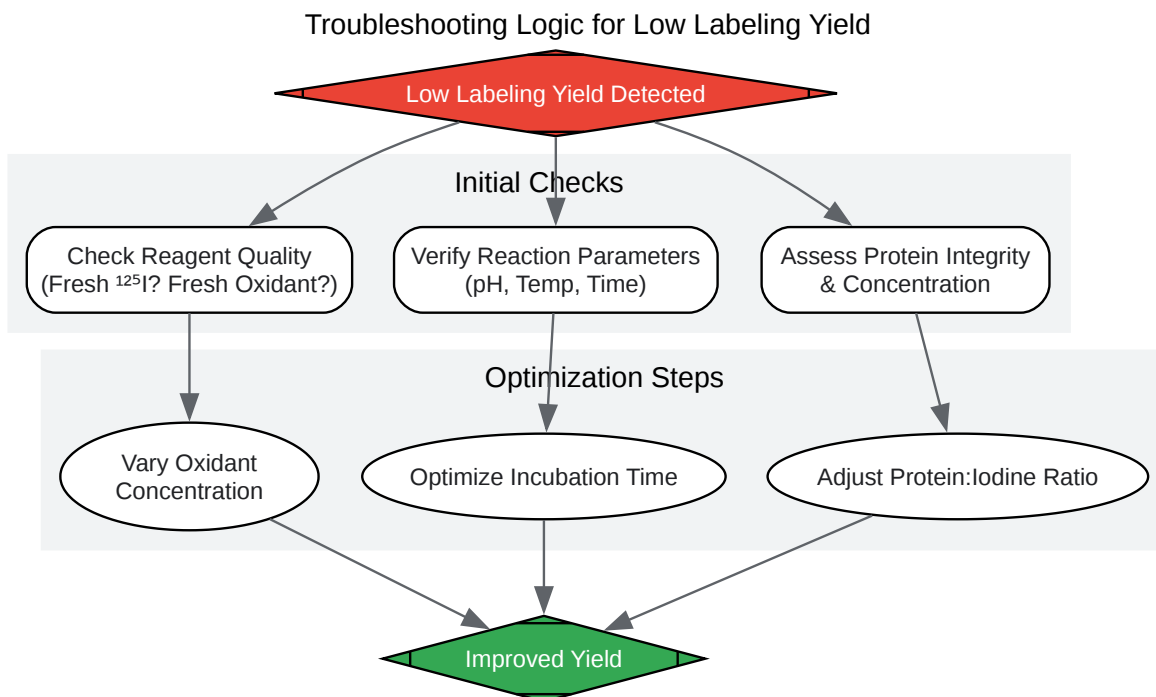 Troubleshooting Logic for Low Labeling Yield
Low Labeling Yield Detected
Initial Checks
Check Reagent Quality
(Fresh ¹²⁵I? Fresh Oxidant?)
Verify Reaction Parameters
(pH, Temp, Time)
Assess Protein Integrity
& Concentration
Optimization Steps
Vary Oxidant
Concentration
Optimize Incubation Time
Adjust Protein:Iodine Ratio
Improved Yield